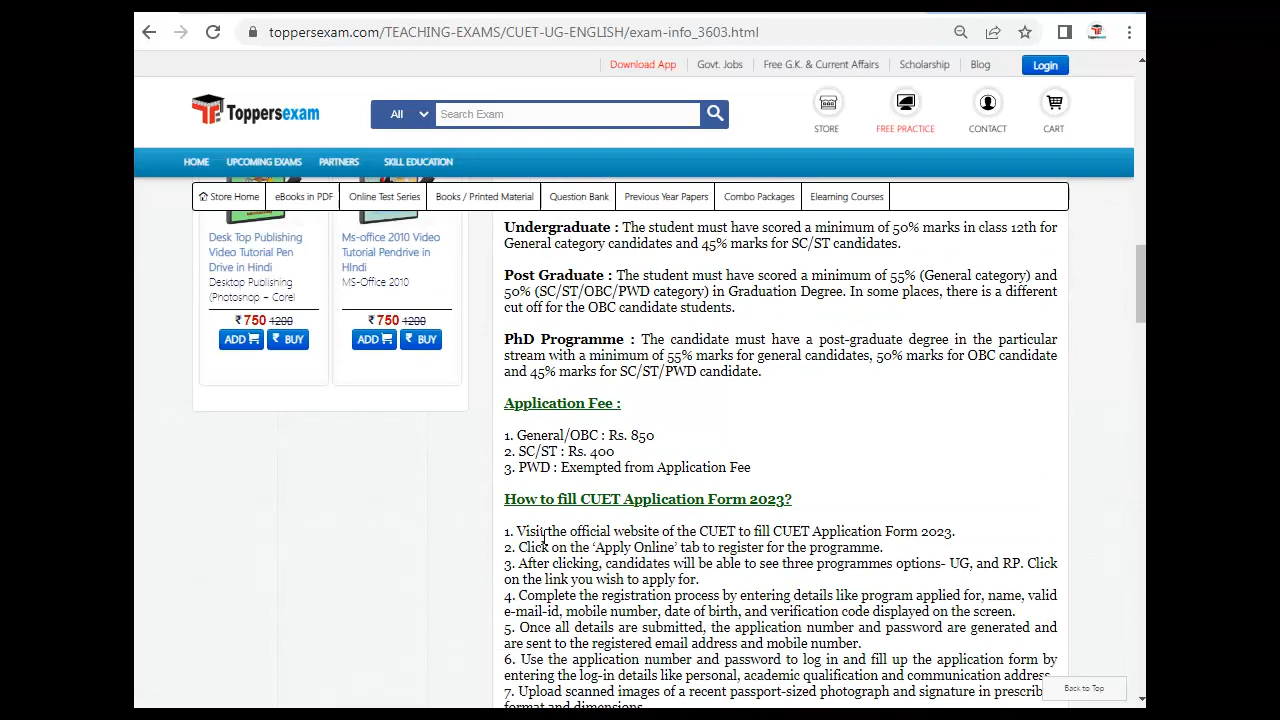 toppersexam.com/TEACHING-EXAMS/CUET-UG-ENGLISH/exam-info_3603.html
Download App
Govt. Jobs
Free G.K. & Current Affairs
Scholarship
Blog
Login
Toppersexam
All
Search Exam
STORE
FREE PRACTICE
CONTACT
CART
HOME
UPCOMING EXAMS
PARTNERS
SKILL EDUCATION
Store Home
eBooks in PDF
Online Test Series
Books / Printed Material
Question Bank
Previous Year Papers
Combo Packages
Elearning Courses
Desk Top Publishing
Video Tutorial Pen
Drive in Hindi
Desktop Publishing
(Photosnop – Corel
₹ 750 1200
ADD
₹ BUY
Ms-office 2010 Video
Tutorial Pendrive in
HIndi
MS-Office 2010
₹ 750 1200
ADD
₹ BUY
Undergraduate : The student must have scored a minimum of 50% marks in class 12th for
General category candidates and 45% marks for SC/ST candidates.
Post Graduate : The student must have scored a minimum of 55% (General category) and
50% (SC/ST/OBC/PWD category) in Graduation Degree. In some places, there is a different
cut off for the OBC candidate students.
PhD Programme : The candidate must have a post-graduate degree in the particular
stream with a minimum of 55% marks for general candidates, 50% marks for OBC candidate
and 45% marks for SC/ST/PWD candidate.
Application Fee :
1. General/OBC : Rs. 850
2. SC/ST : Rs. 400
3. PWD : Exempted from Application Fee
How to fill CUET Application Form 2023?
1. Visit the official website of the CUET to fill CUET Application Form 2023.
2. Click on the ‘Apply Online’ tab to register for the programme.
3. After clicking, candidates will be able to see three programmes options- UG, and RP. Click
on the link you wish to apply for.
4. Complete the registration process by entering details like program applied for, name, valid
e-mail-id, mobile number, date of birth, and verification code displayed on the screen.
5. Once all details are submitted, the application number and password are generated and
are sent to the registered email address and mobile number.
6. Use the application number and password to log in and fill up the application form by
entering the log-in details like personal, academic qualification and communication address.
7. Upload scanned images of a recent passport-sized photograph and signature in prescrib
format and dimensions.
Back to Top